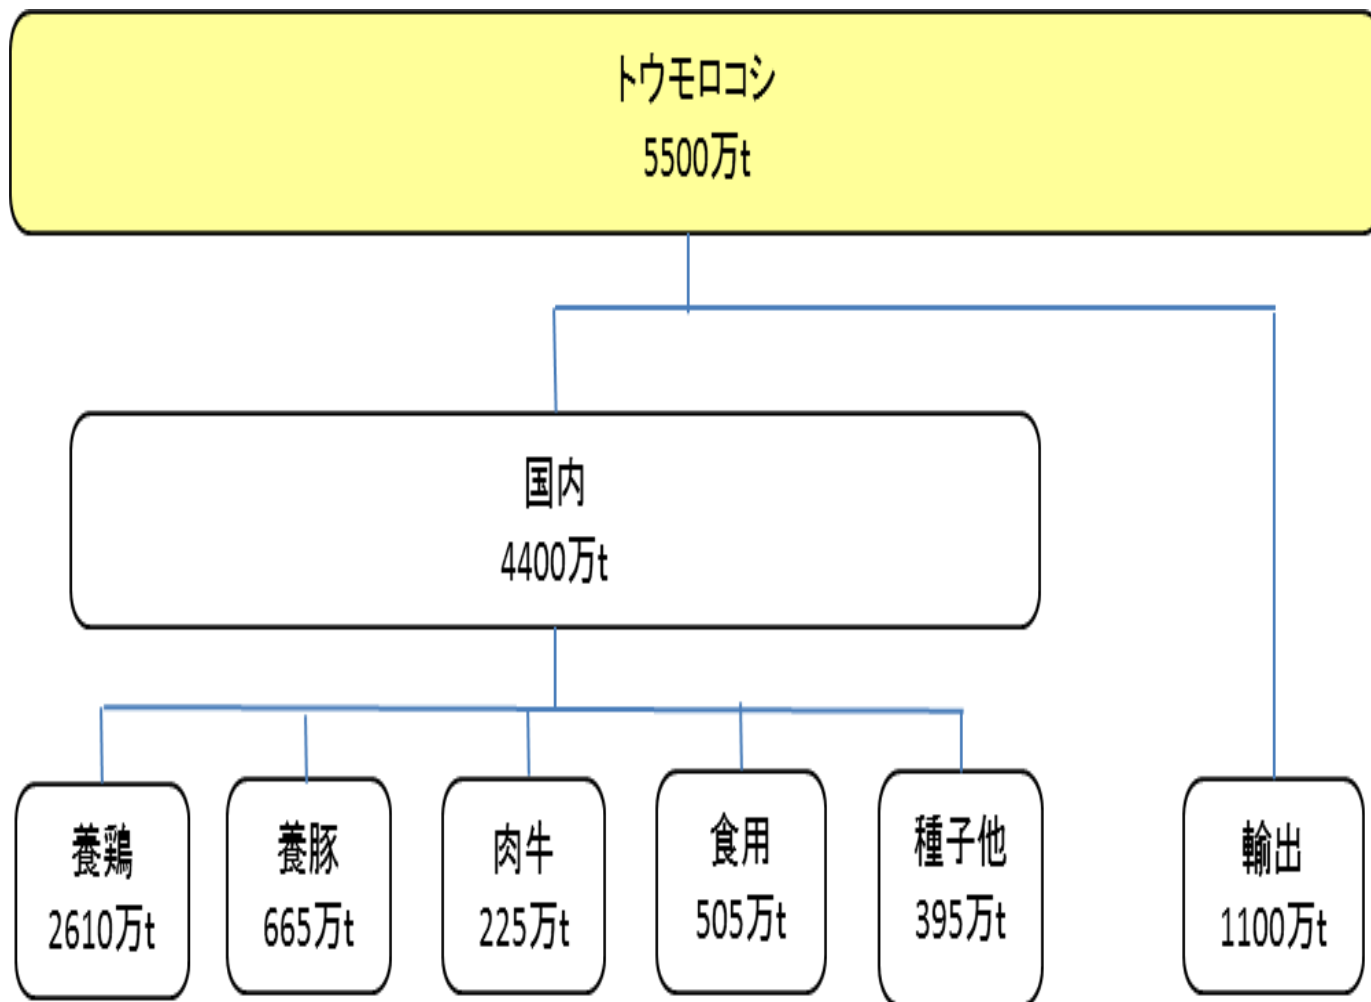 トウモロコシ
5500万t
国内
4400万t
養鶏
2610万t
養豚
665万t
肉牛
225万t
食用
505万t
種子他
395万t
輸出
1100万t